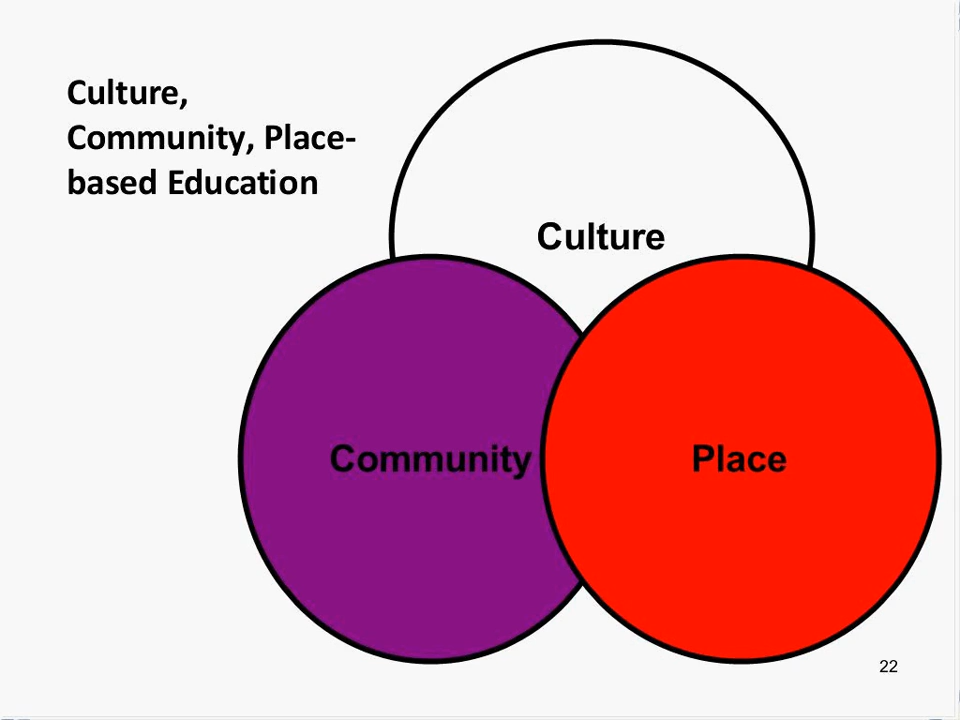 Culture,
Community, Place-
based Education
Culture
Community
Place
22